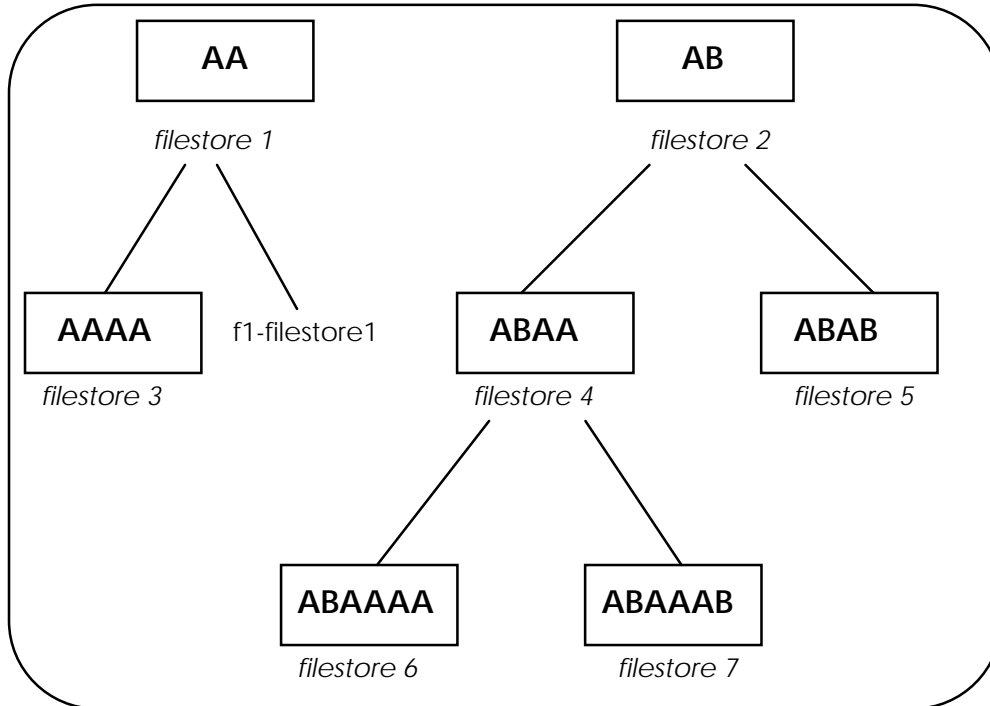 AA
AB
filestore 1
filestore 2
AAAA
f1-filestore1
ABAA
ABAB
filestore 3
filestore 4
filestore 5
ABAAAA
ABAAAB
filestore 6
filestore 7